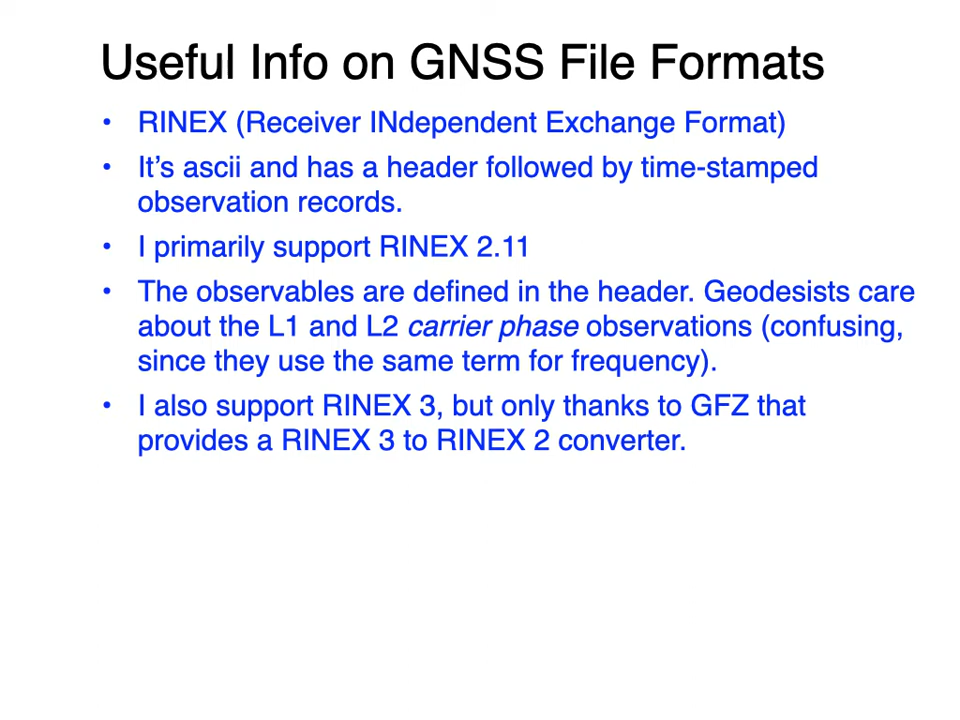 Useful Info on GNSS File Formats
• RINEX (Receiver INdependent Exchange Format)
• It’s ascii and has a header followed by time-stamped
observation records.
• I primarily support RINEX 2.11
• The observables are defined in the header. Geodesists care
about the L1 and L2 carrier phase observations (confusing,
since they use the same term for frequency).
• I also support RINEX 3, but only thanks to GFZ that
provides a RINEX 3 to RINEX 2 converter.